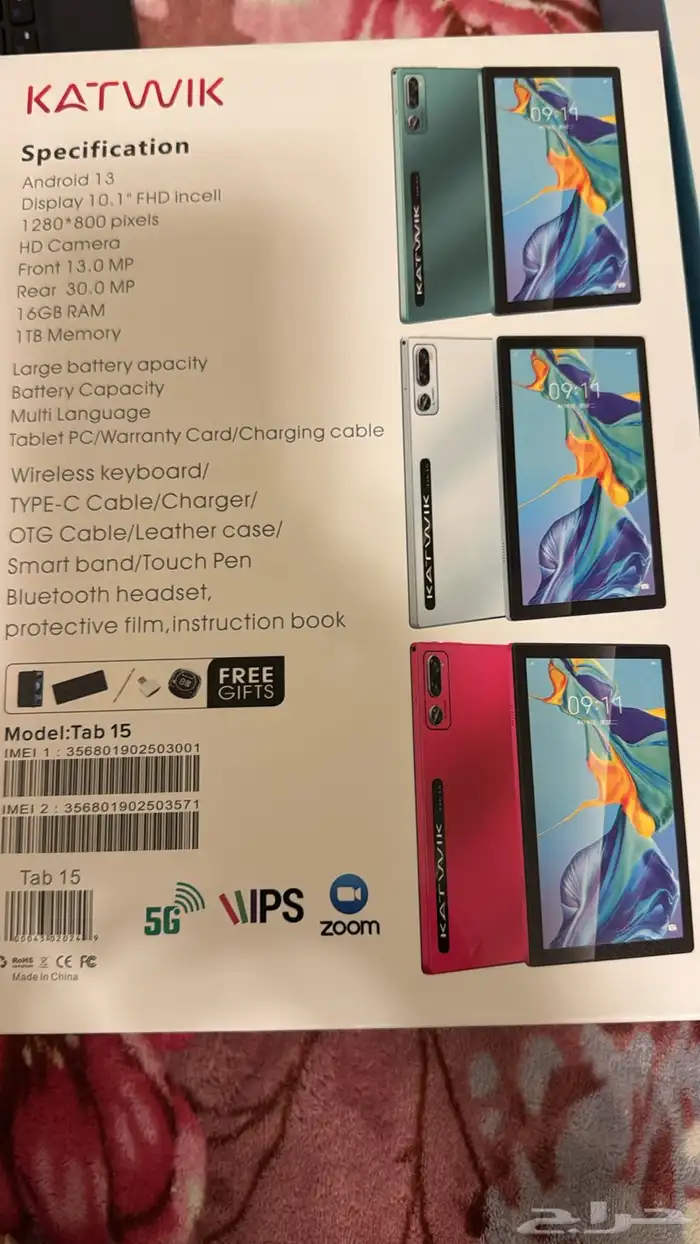 KATWIK
Specification
Android 13
Display 10.1" FHD incell
1280*800 pixels
HD Camera
Front 13.0 MP
Rear 30.0 MP
16GB RAM
1TB Memory
Large battery apacity
Battery Capacity
Multi Language
Tablet PC/Warranty Card/Charging cable
Wireless keyboard/
TYPE-C Cable/Charger/
OTG Cable/Leather case/
Smart band/Touch Pen
Bluetooth headset,
protective film,instruction book
FREE
GIFTS
Model:Tab 15
IMEI 1 : 356801902503001
IMEI 2 : 356801902503571
Tab 15
5G
IPS
zoom
RoHS
CE FC
Made in China
KATWIK
09:11
KATWIK
09:11
KATWIK
09:11
حراج